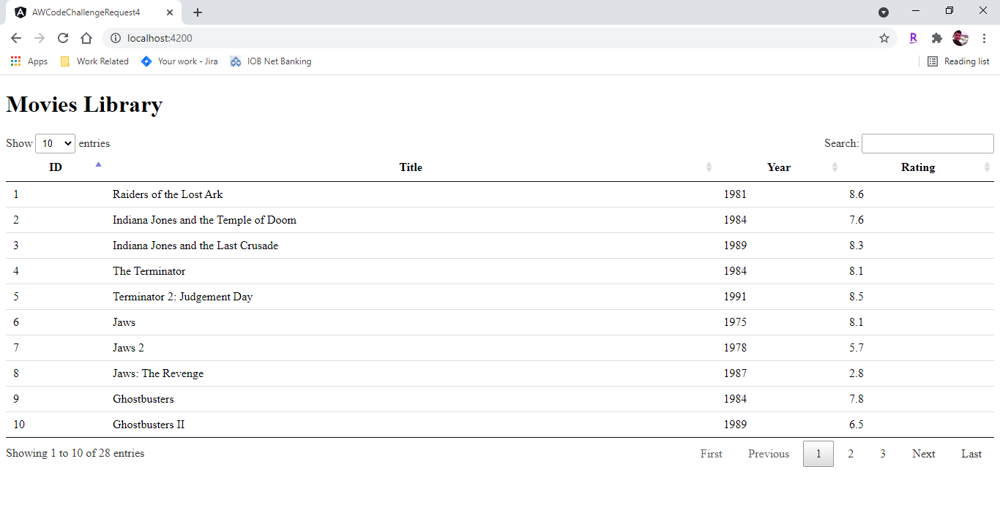 AWCodeChallengeRequest4
localhost:4200
Apps Work Related Your work - Jira IOB Net Banking Reading list
Movies Library
Show 10 entries Search:
ID Title Year Rating
1 Raiders of the Lost Ark 1981 8.6
2 Indiana Jones and the Temple of Doom 1984 7.6
3 Indiana Jones and the Last Crusade 1989 8.3
4 The Terminator 1984 8.1
5 Terminator 2: Judgement Day 1991 8.5
6 Jaws 1975 8.1
7 Jaws 2 1978 5.7
8 Jaws: The Revenge 1987 2.8
9 Ghostbusters 1984 7.8
10 Ghostbusters II 1989 6.5
Showing 1 to 10 of 28 entries First Previous 1 2 3 Next Last